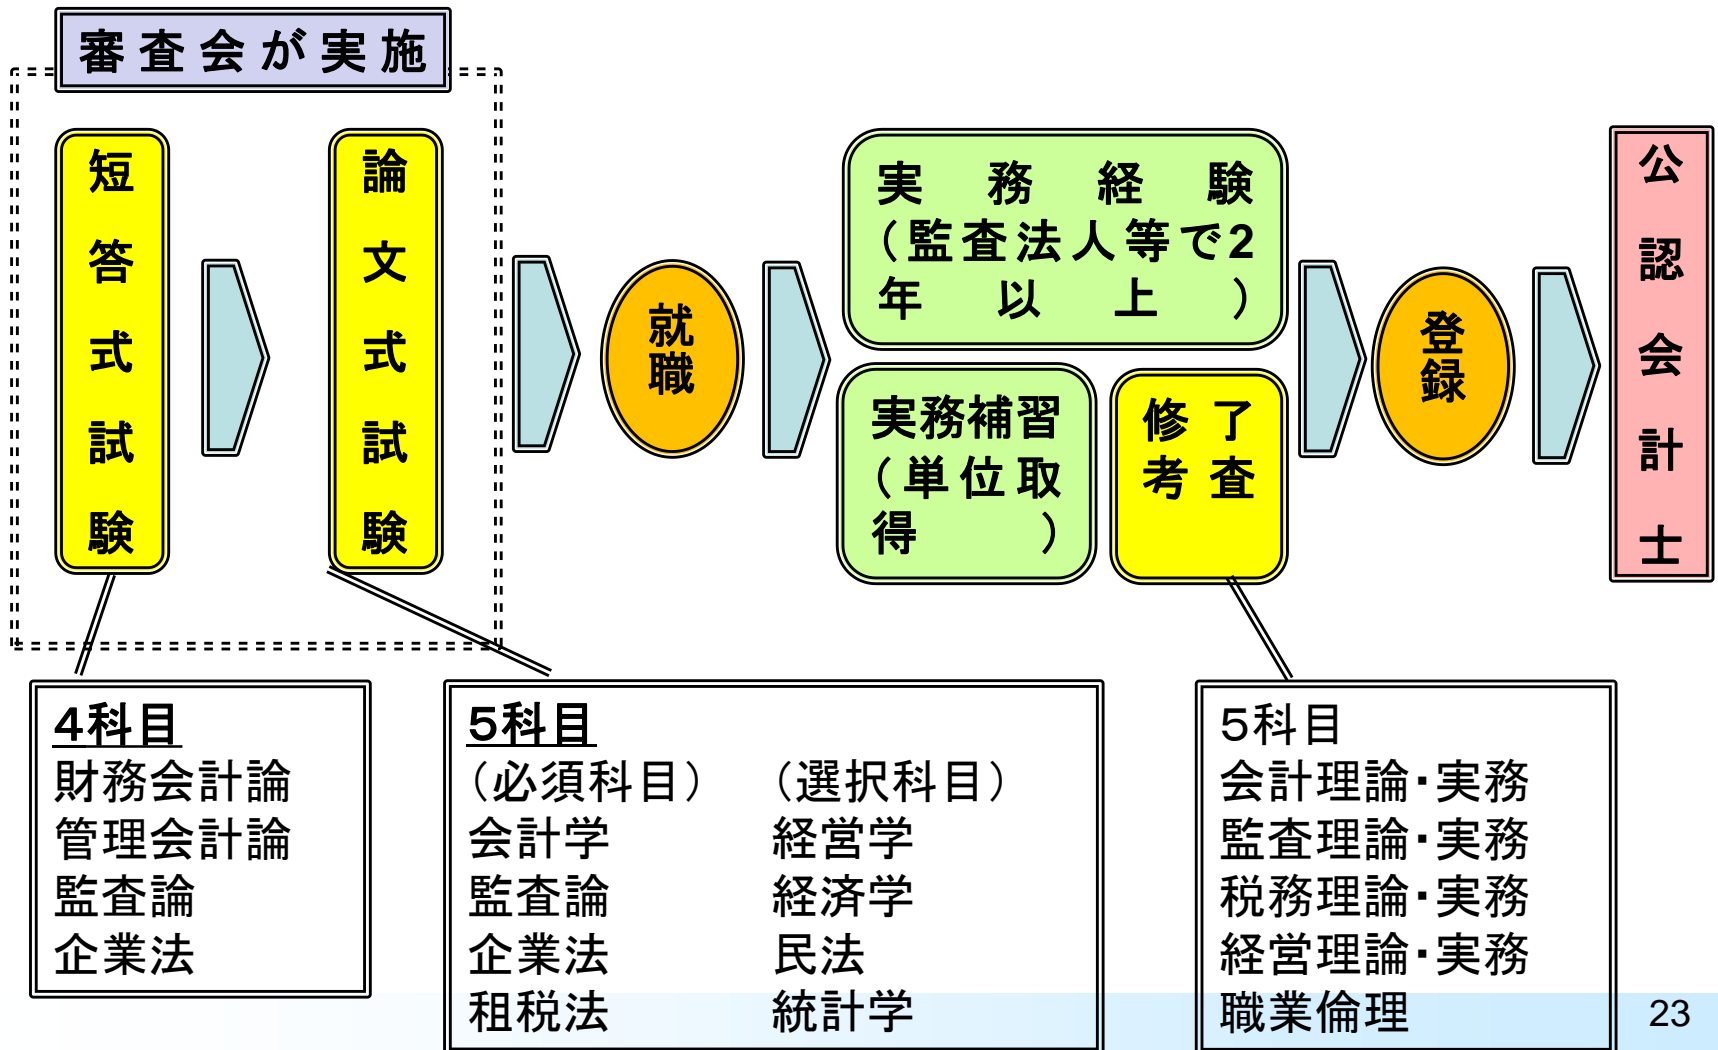 審査会が実施
短答式試験
論文式試験
就職
実務経験
（監査法人等で2
年以上）
実務補習
（単位取
得）
修了
考査
登録
公認会計士
４科目
財務会計論
管理会計論
監査論
企業法
５科目
（必須科目） （選択科目）
会計学 経営学
監査論 経済学
企業法 民法
租税法 統計学
５科目
会計理論・実務
監査理論・実務
税務理論・実務
経営理論・実務
職業倫理
23